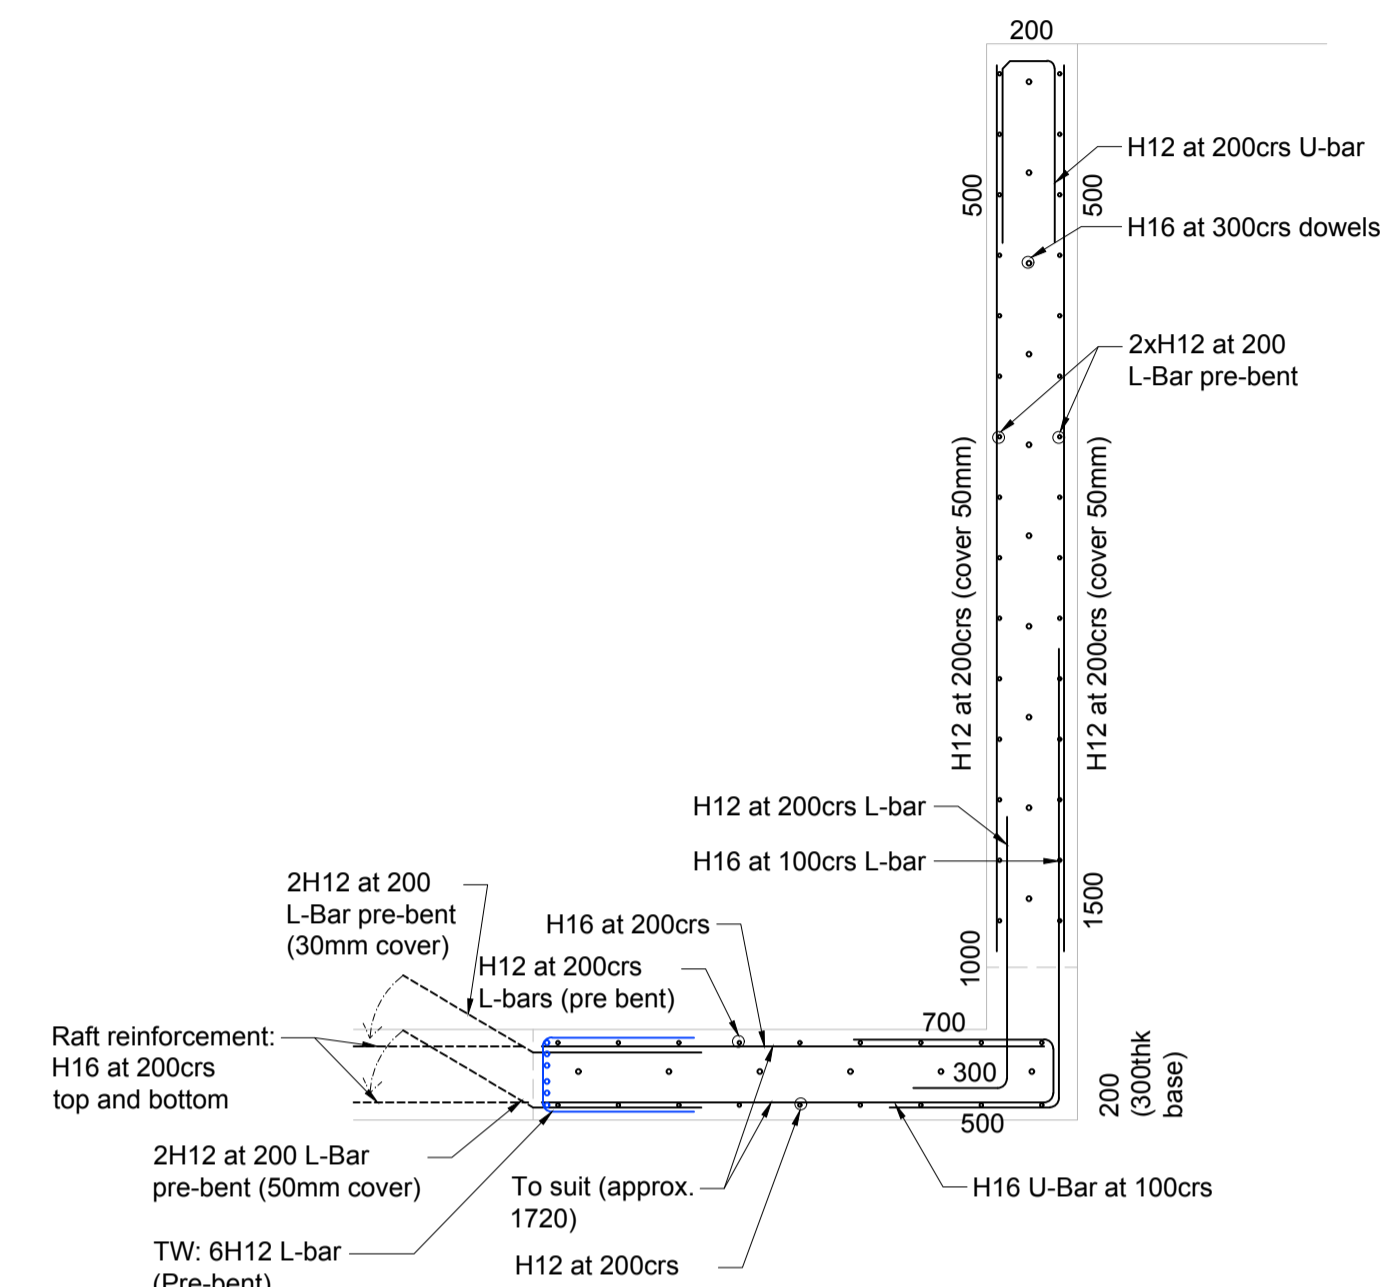 200
H12 at 200crs U-bar
500
500
H16 at 300crs dowels
2xH12 at 200
L-Bar pre-bent
H12 at 200crs (cover 50mm)
H12 at 200crs (cover 50mm)
H12 at 200crs L-bar
H16 at 100crs L-bar
2H12 at 200
L-Bar pre-bent
(30mm cover)
1500
H16 at 200crs
1000
H12 at 200crs
L-bars (pre bent)
700
Raft reinforcement:
H16 at 200crs
top and bottom
300
200
(300thk
base)
500
2H12 at 200 L-Bar
pre-bent (50mm cover)
To suit (approx.
1720)
H16 U-Bar at 100crs
TW: 6H12 L-bar
(Pre-bent)
H12 at 200crs